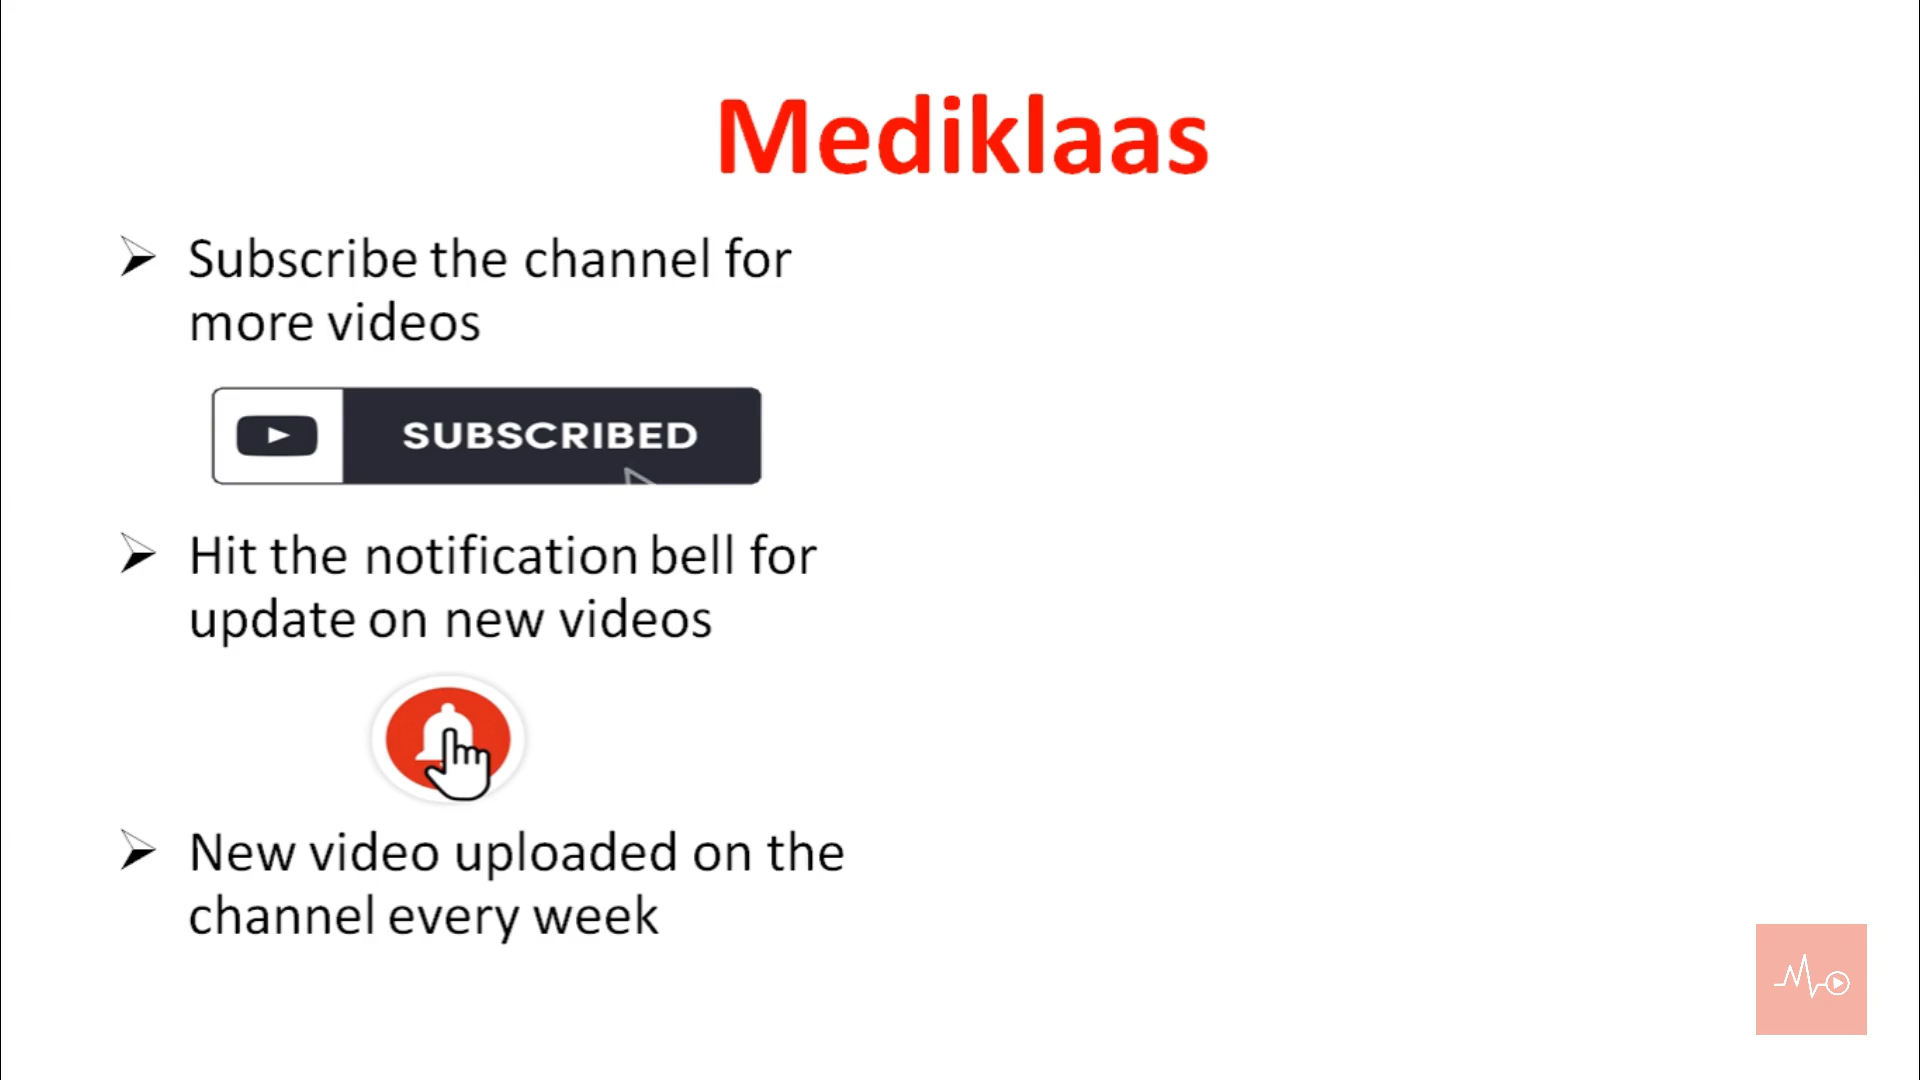 Mediklaas
Subscribe the channel for
more videos
SUBSCRIBED
Hit the notification bell for
update on new videos
New video uploaded on the
channel every week